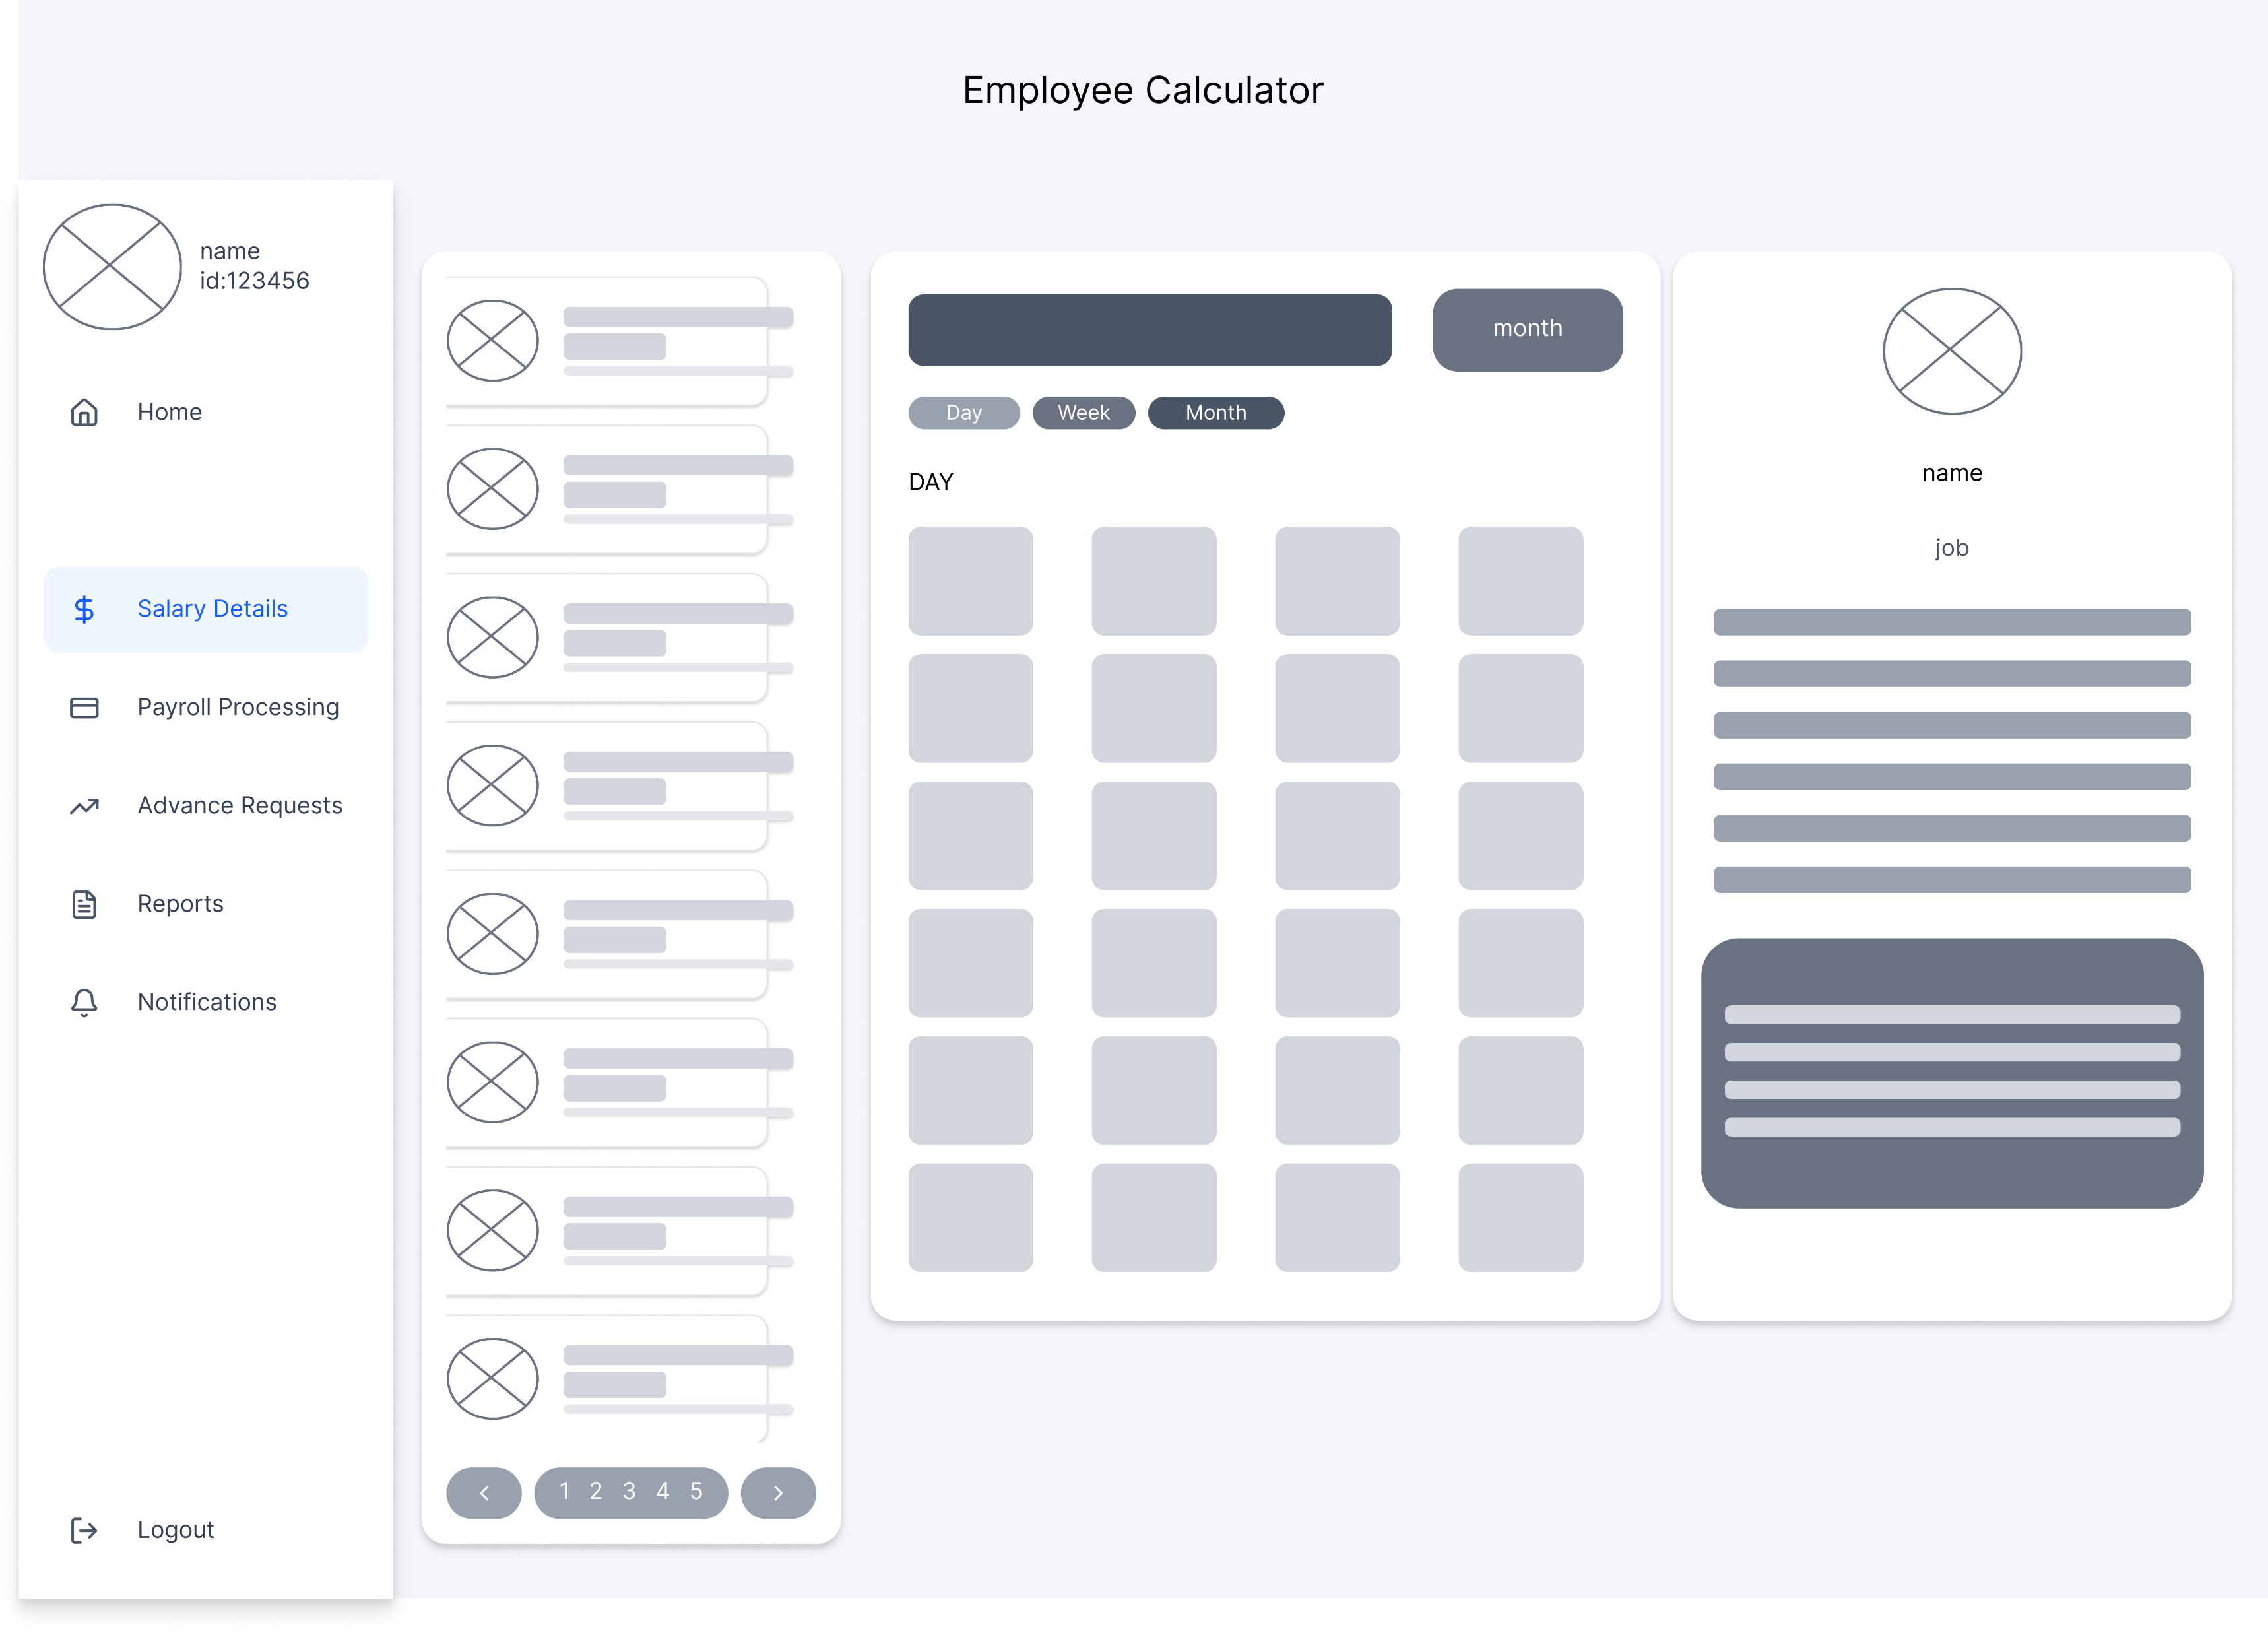 Employee Calculator
name
id:123456
Home
Salary Details
Payroll Processing
Advance Requests
Reports
Notifications
Logout
1 2 3 4 5
month
Day Week Month
DAY
name
job